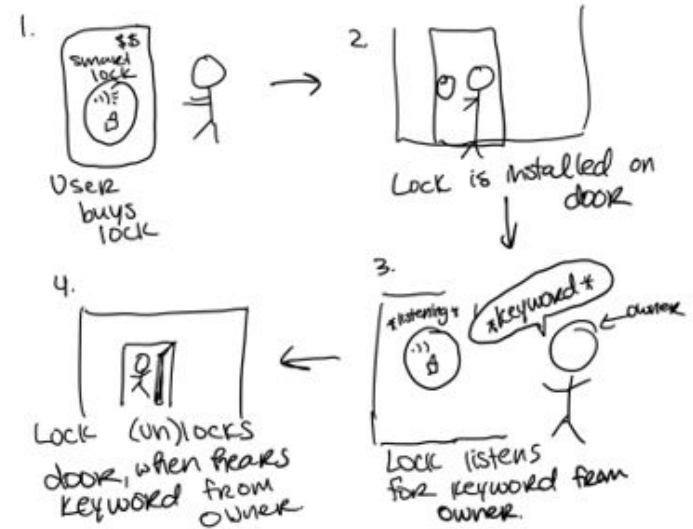 1.
$$
smart
lock
User
buys
lock
2.
Lock is installed on
door
3.
*listening*
*keyword*
owner
Lock listens
for keyword from
owner.
4.
Lock (un)locks
door, when hears
keyword from
owner.